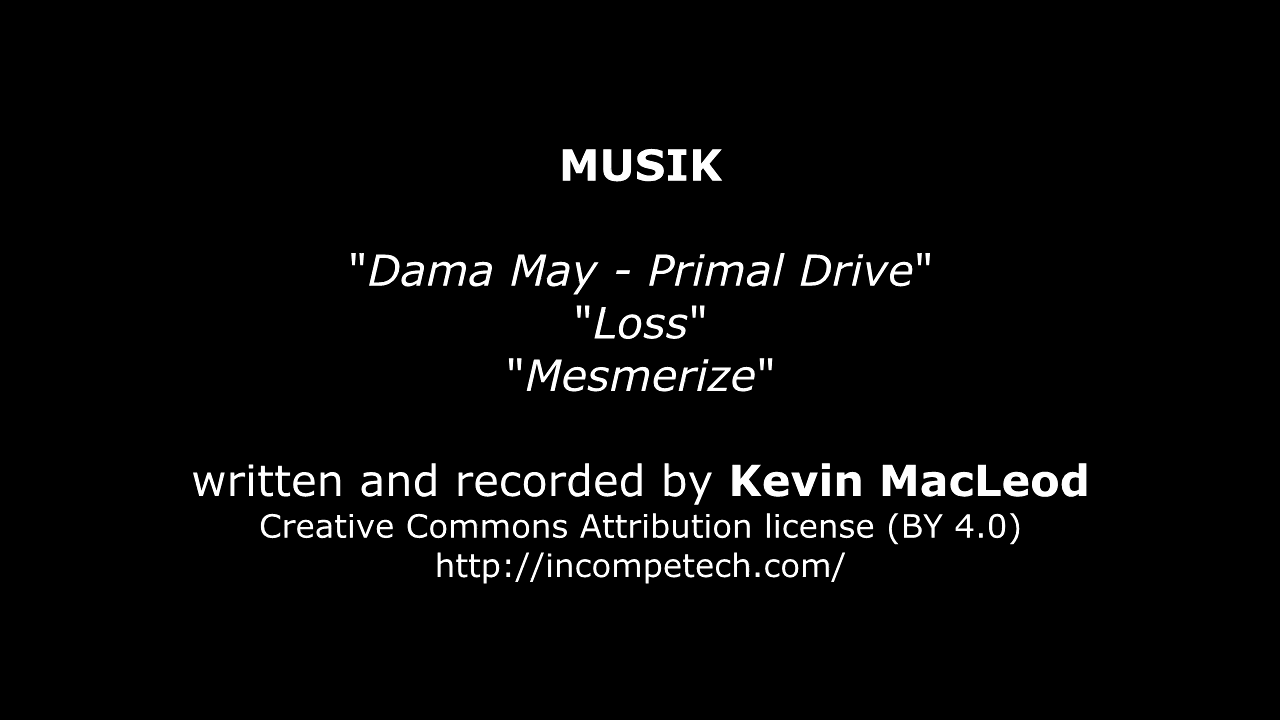 MUSIK
"Dama May - Primal Drive"
"Loss"
"Mesmerize"
written and recorded by Kevin MacLeod
Creative Commons Attribution license (BY 4.0)
http://incompetech.com/